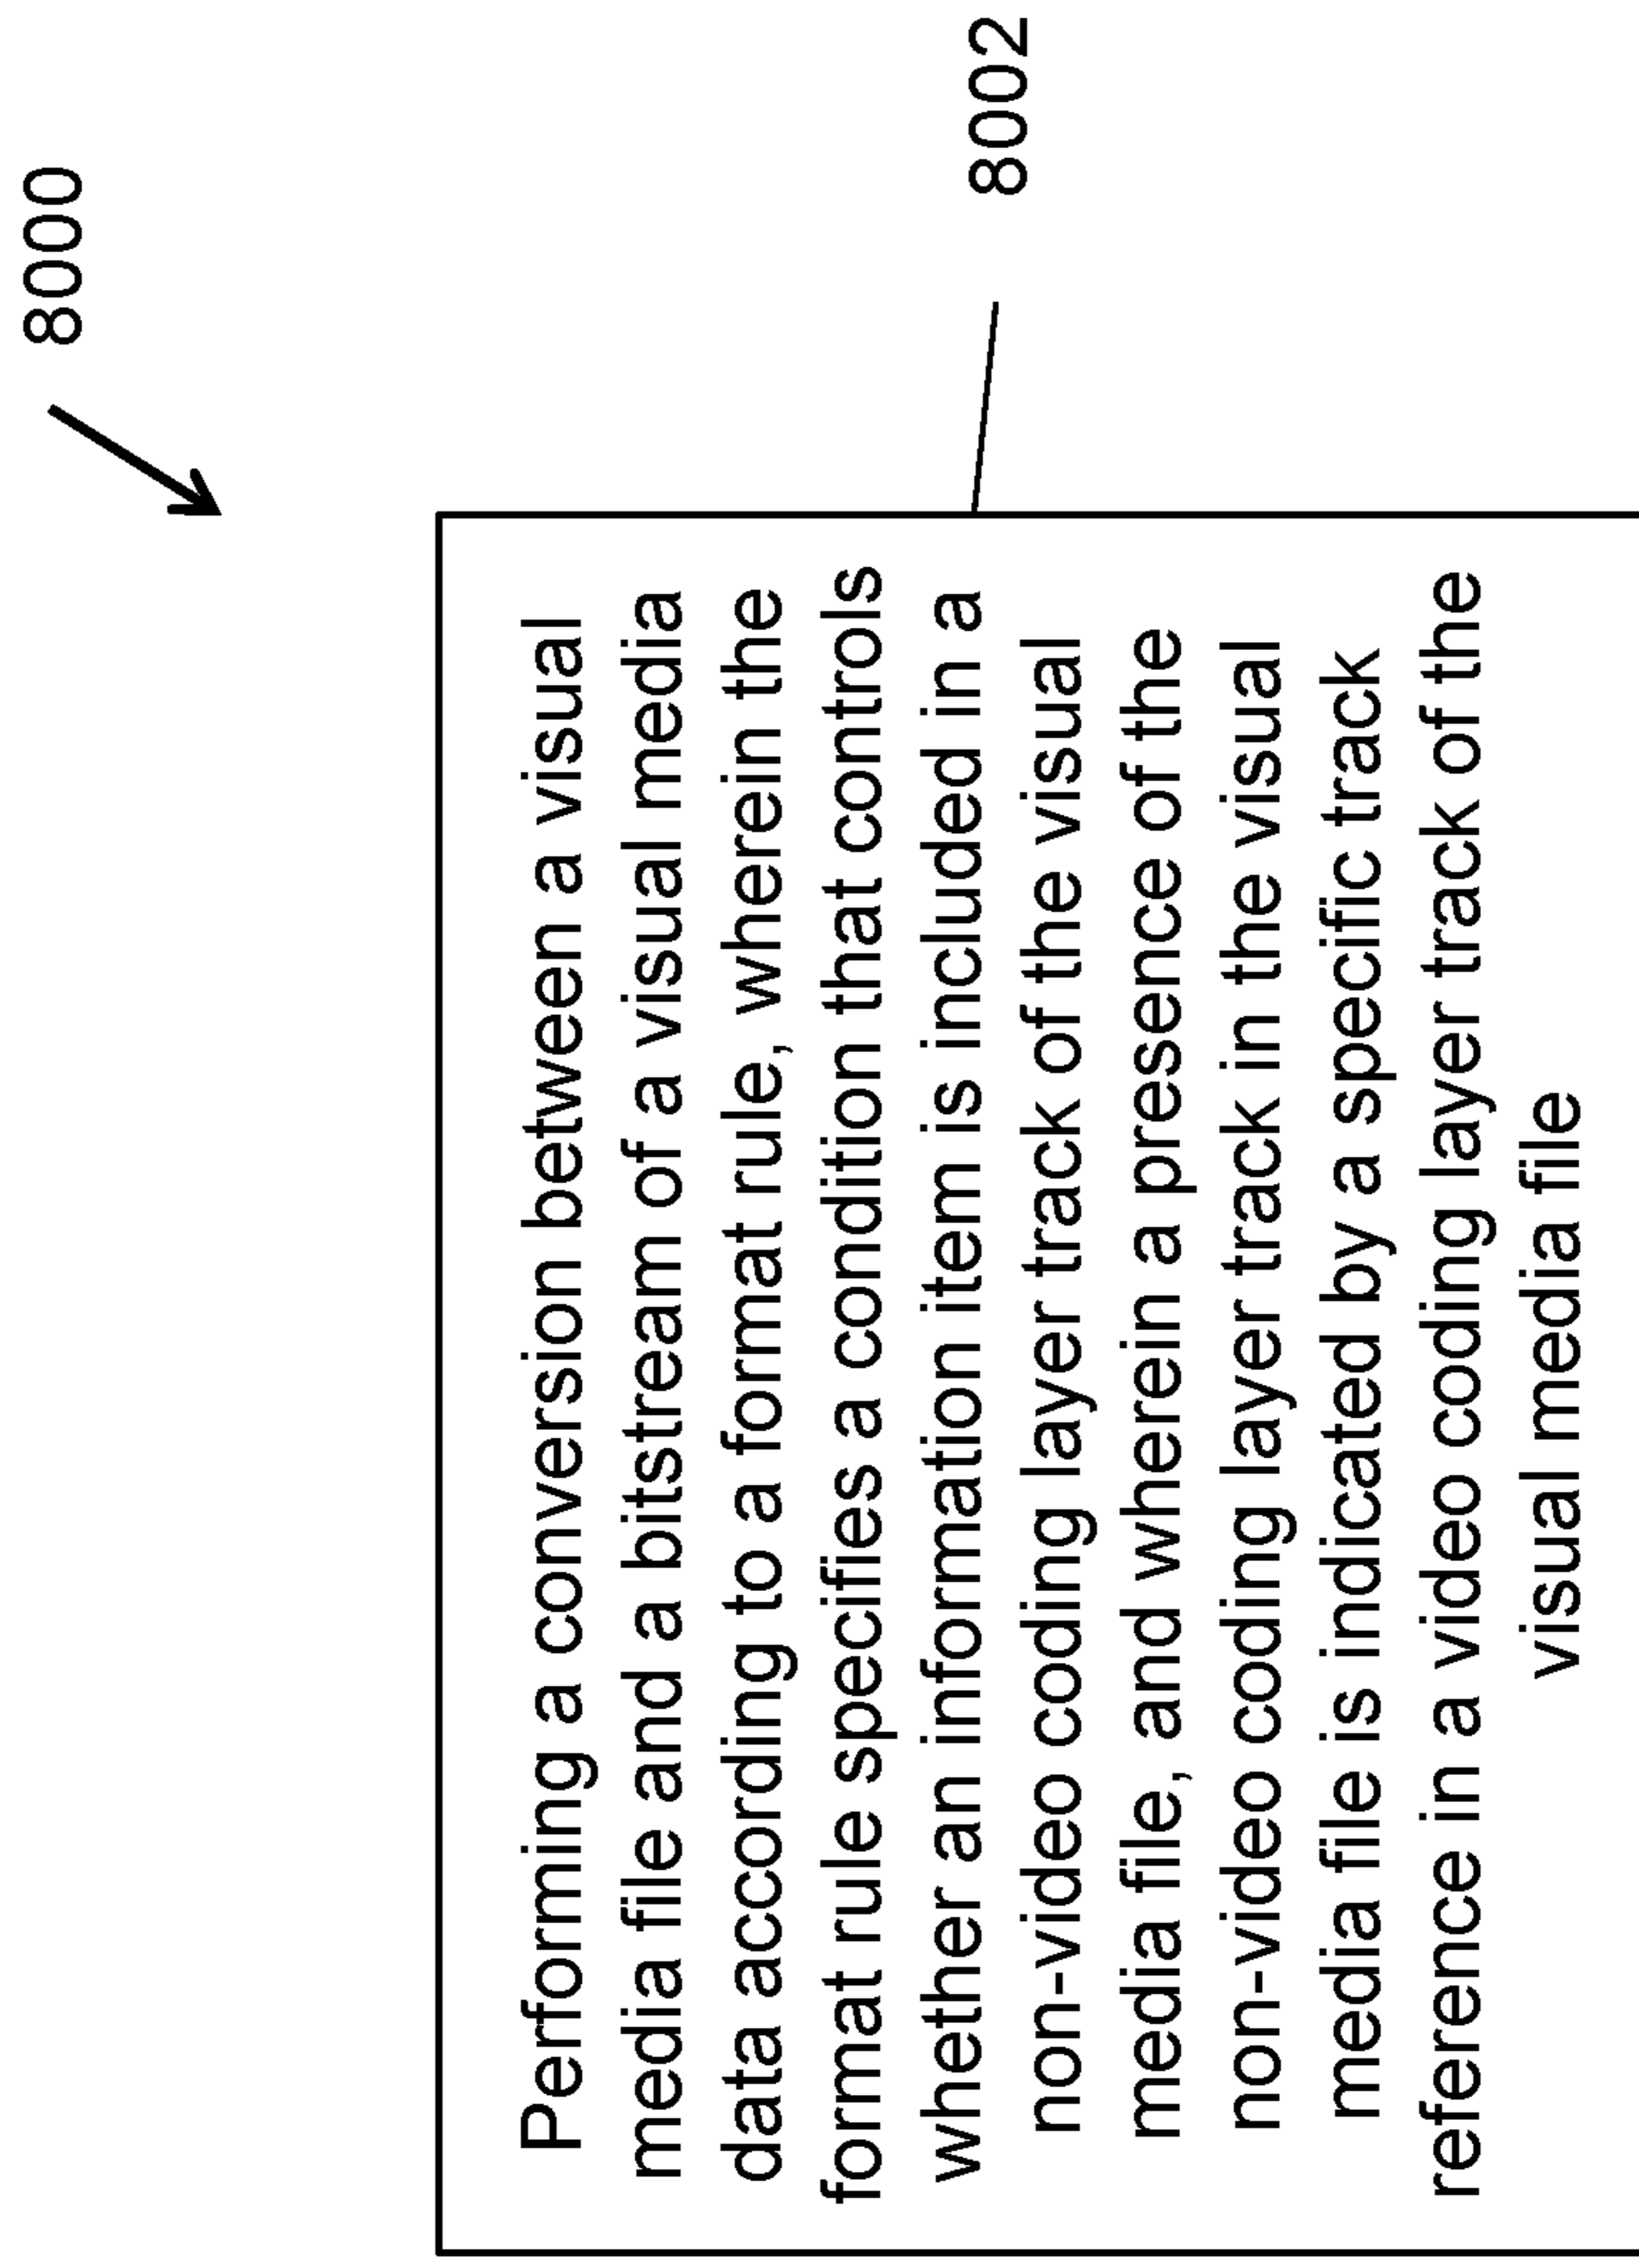 8000
Performing a conversion between a visual
media file and a bitstream of a visual media
data according to a format rule, wherein the
format rule specifies a condition that controls
whether an information item is included in a
non-video coding layer track of the visual
media file, and wherein a presence of the
non-video coding layer track in the visual
media file is indicated by a specific track
reference in a video coding layer track of the
visual media file
8002